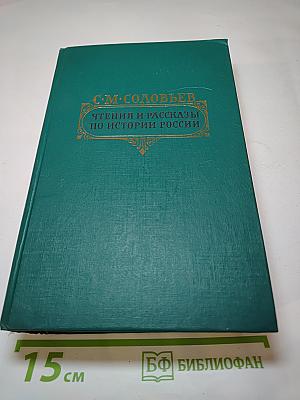 С·М·СОЛОВЬЕВ
ЧТЕНИЯ И РАССКАЗЫ
ПО ИСТОРИИ РОССИИ
15 см
БФ БИБЛИОФАН